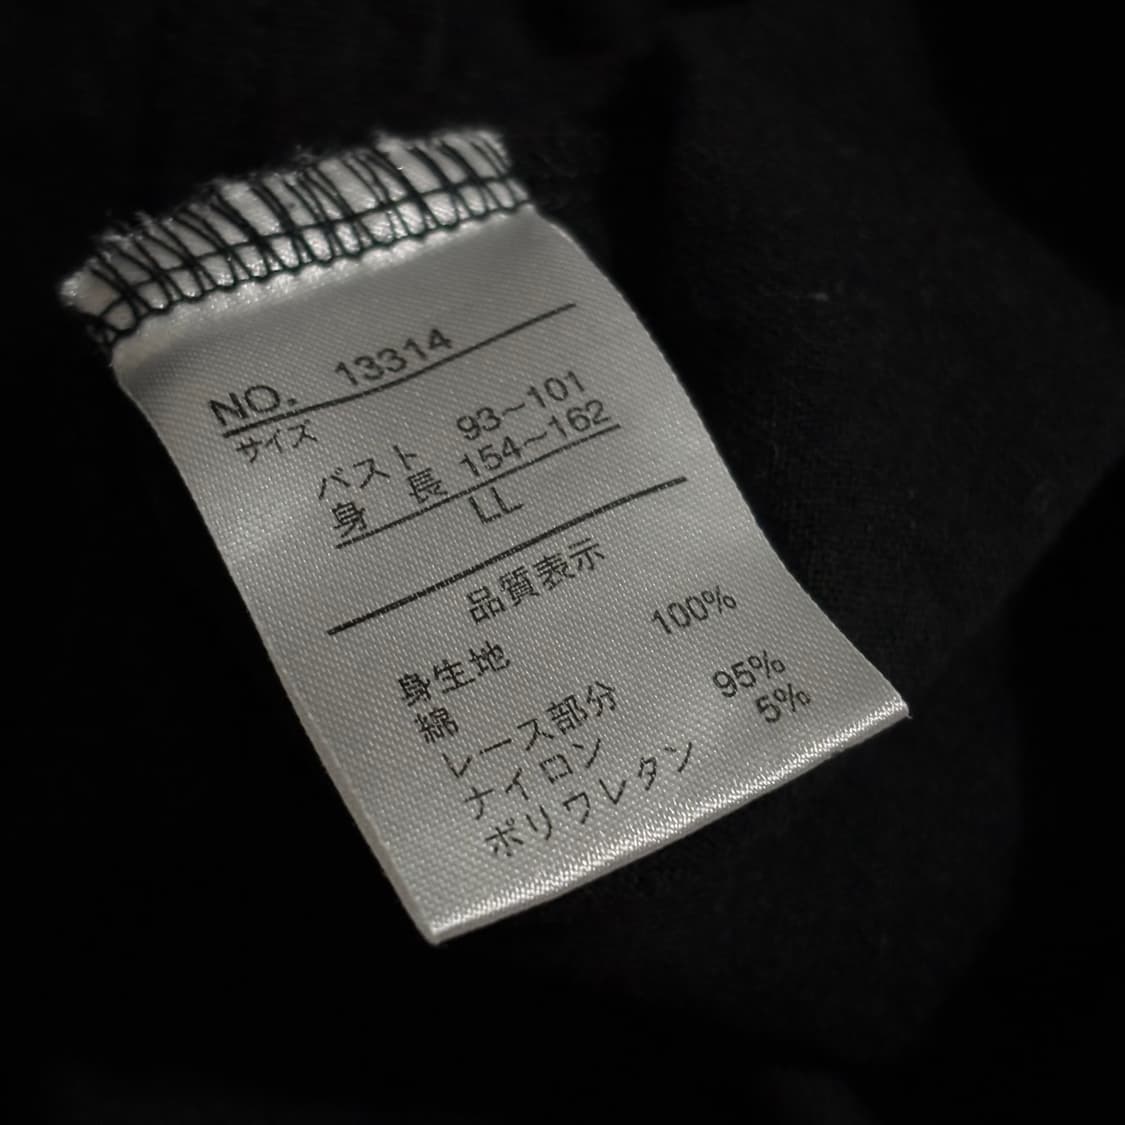 NO. 13314
サイズ
バスト 93~101
身長 154~162
LL
品質表示
身生地
綿 100%
レース部分
ナイロン 95%
ポリウレタン 5%